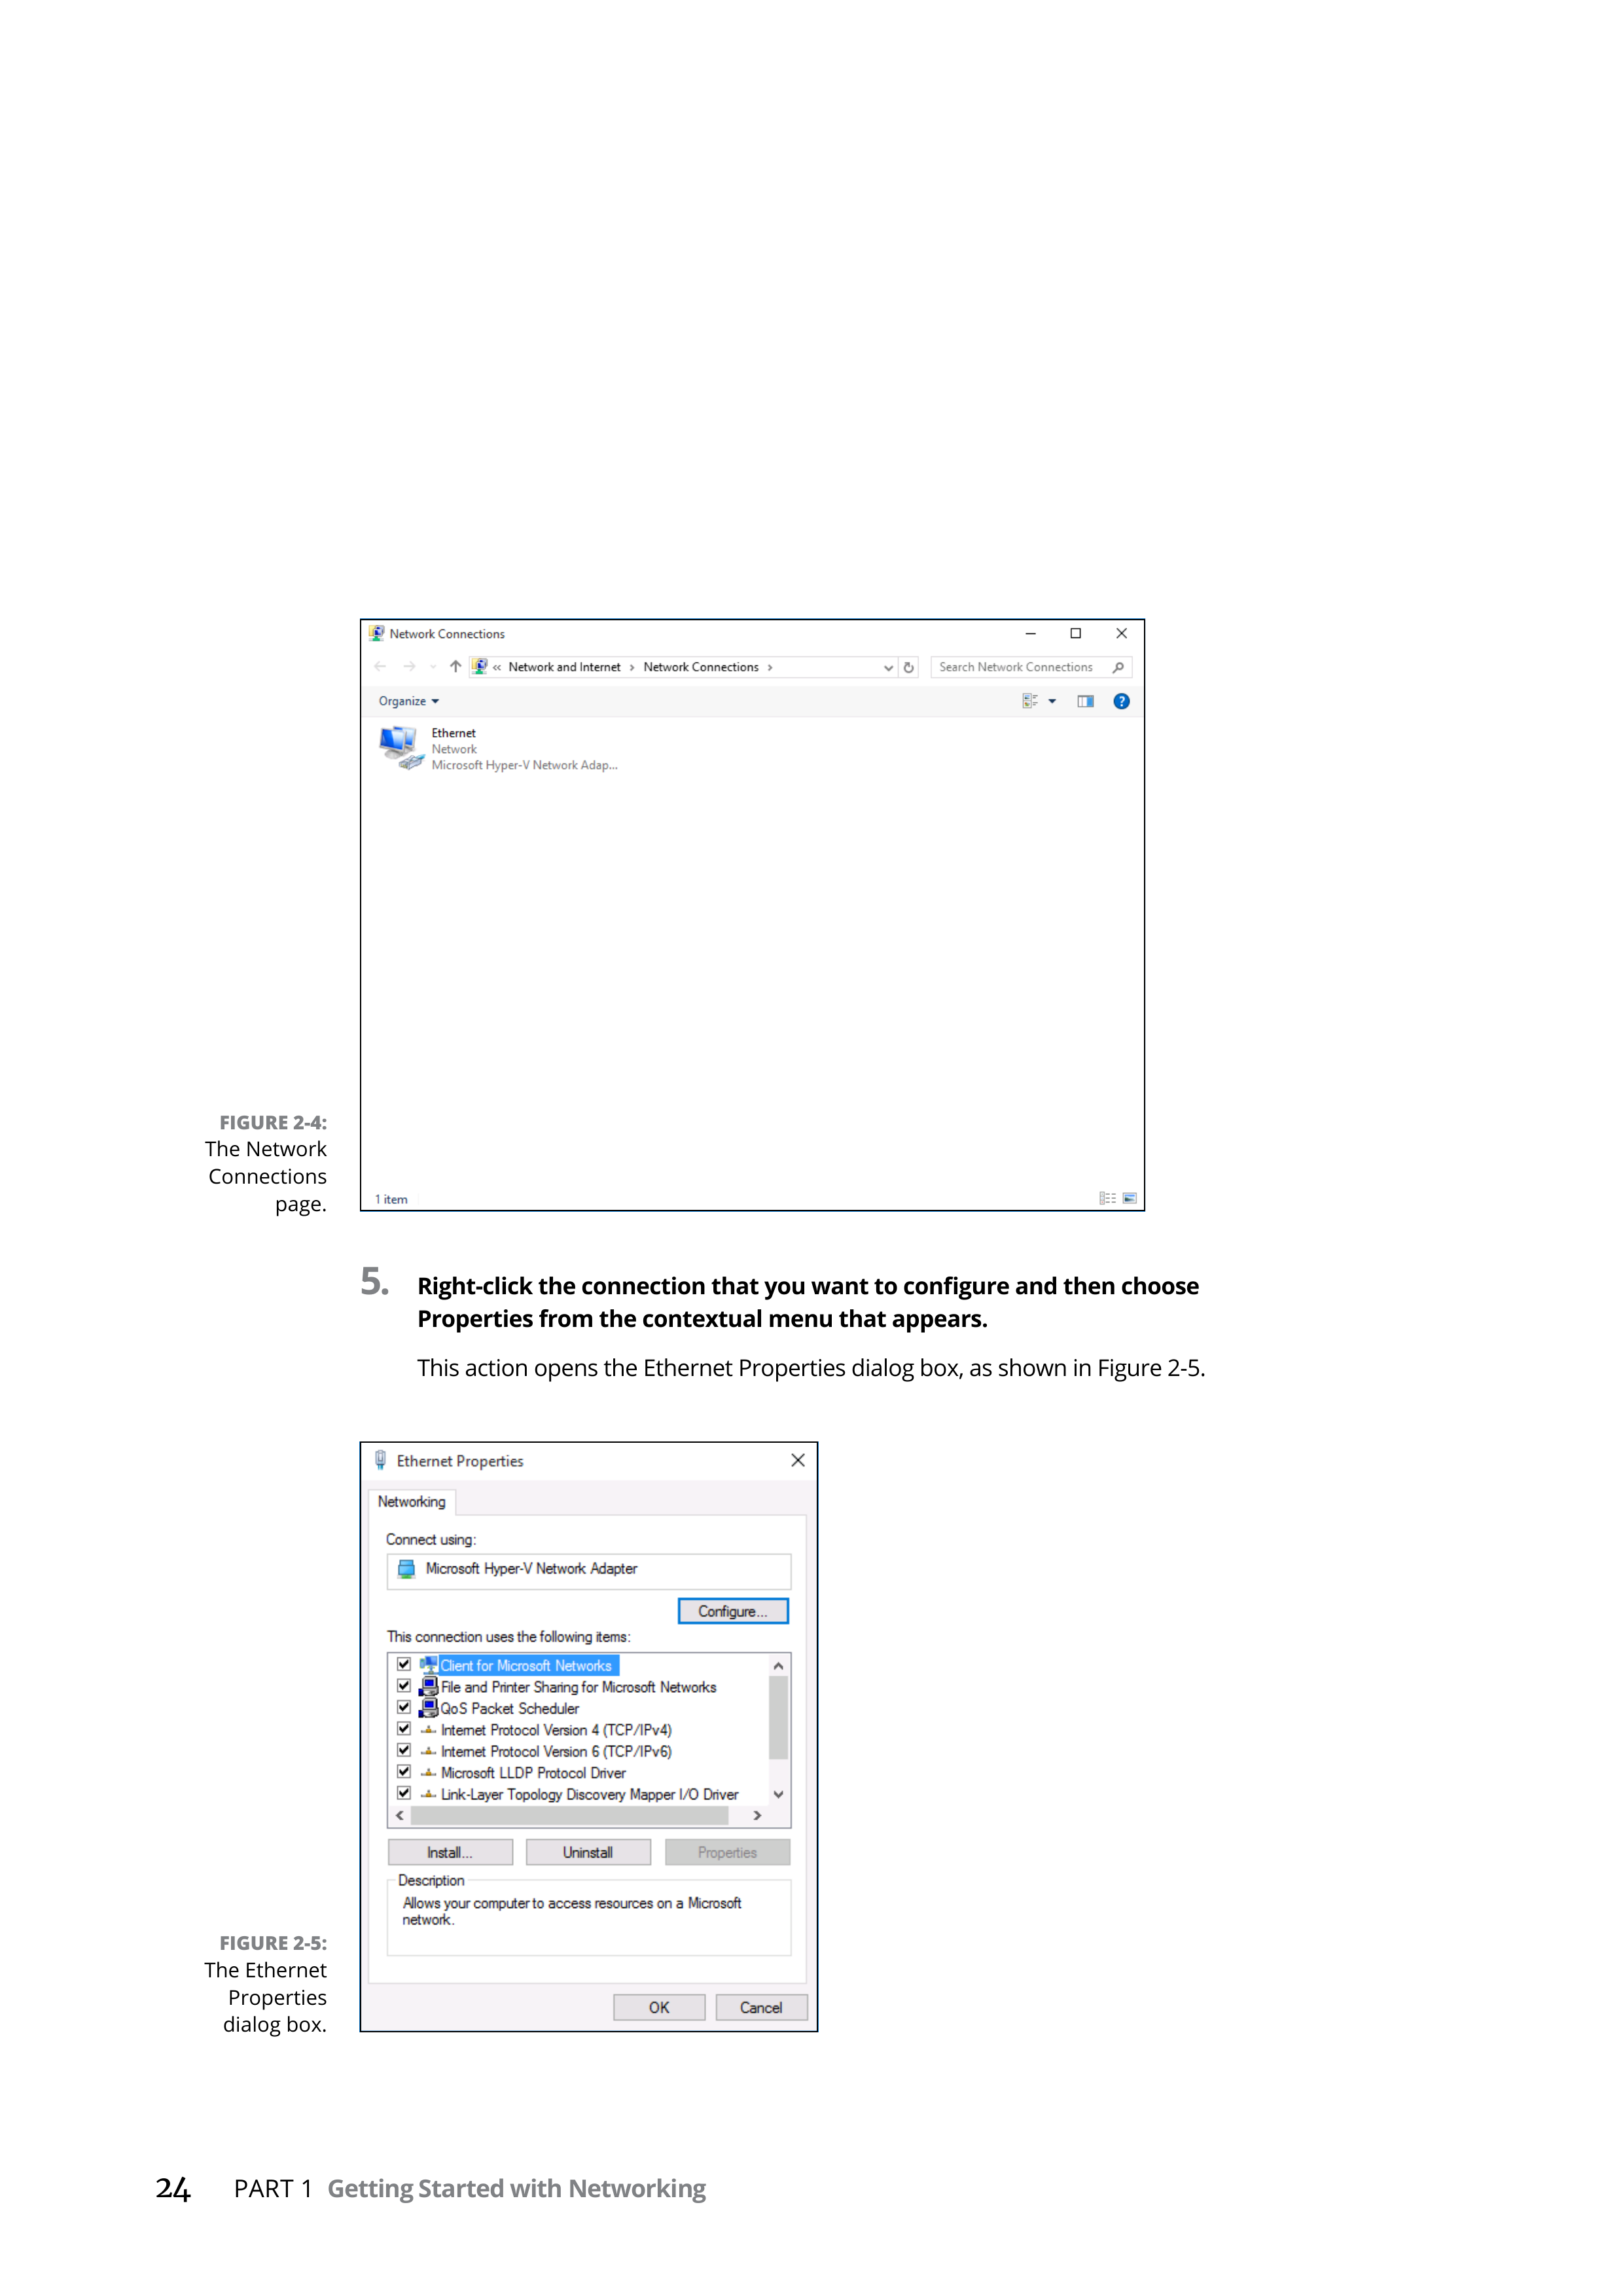 Network Connections
« Network and Internet › Network Connections ›
Search Network Connections
Organize
Ethernet
Network
Microsoft Hyper-V Network Adap...
1 item
FIGURE 2-4:
The Network
Connections
page.
5. Right-click the connection that you want to configure and then choose
Properties from the contextual menu that appears.
This action opens the Ethernet Properties dialog box, as shown in Figure 2-5.
Ethernet Properties
Networking
Connect using:
Microsoft Hyper-V Network Adapter
Configure...
This connection uses the following items:
Client for Microsoft Networks
File and Printer Sharing for Microsoft Networks
QoS Packet Scheduler
Internet Protocol Version 4 (TCP/IPv4)
Internet Protocol Version 6 (TCP/IPv6)
Microsoft LLDP Protocol Driver
Link-Layer Topology Discovery Mapper I/O Driver
Install... Uninstall Properties
Description
Allows your computer to access resources on a Microsoft
network.
OK Cancel
FIGURE 2-5:
The Ethernet
Properties
dialog box.
24 PART 1 Getting Started with Networking